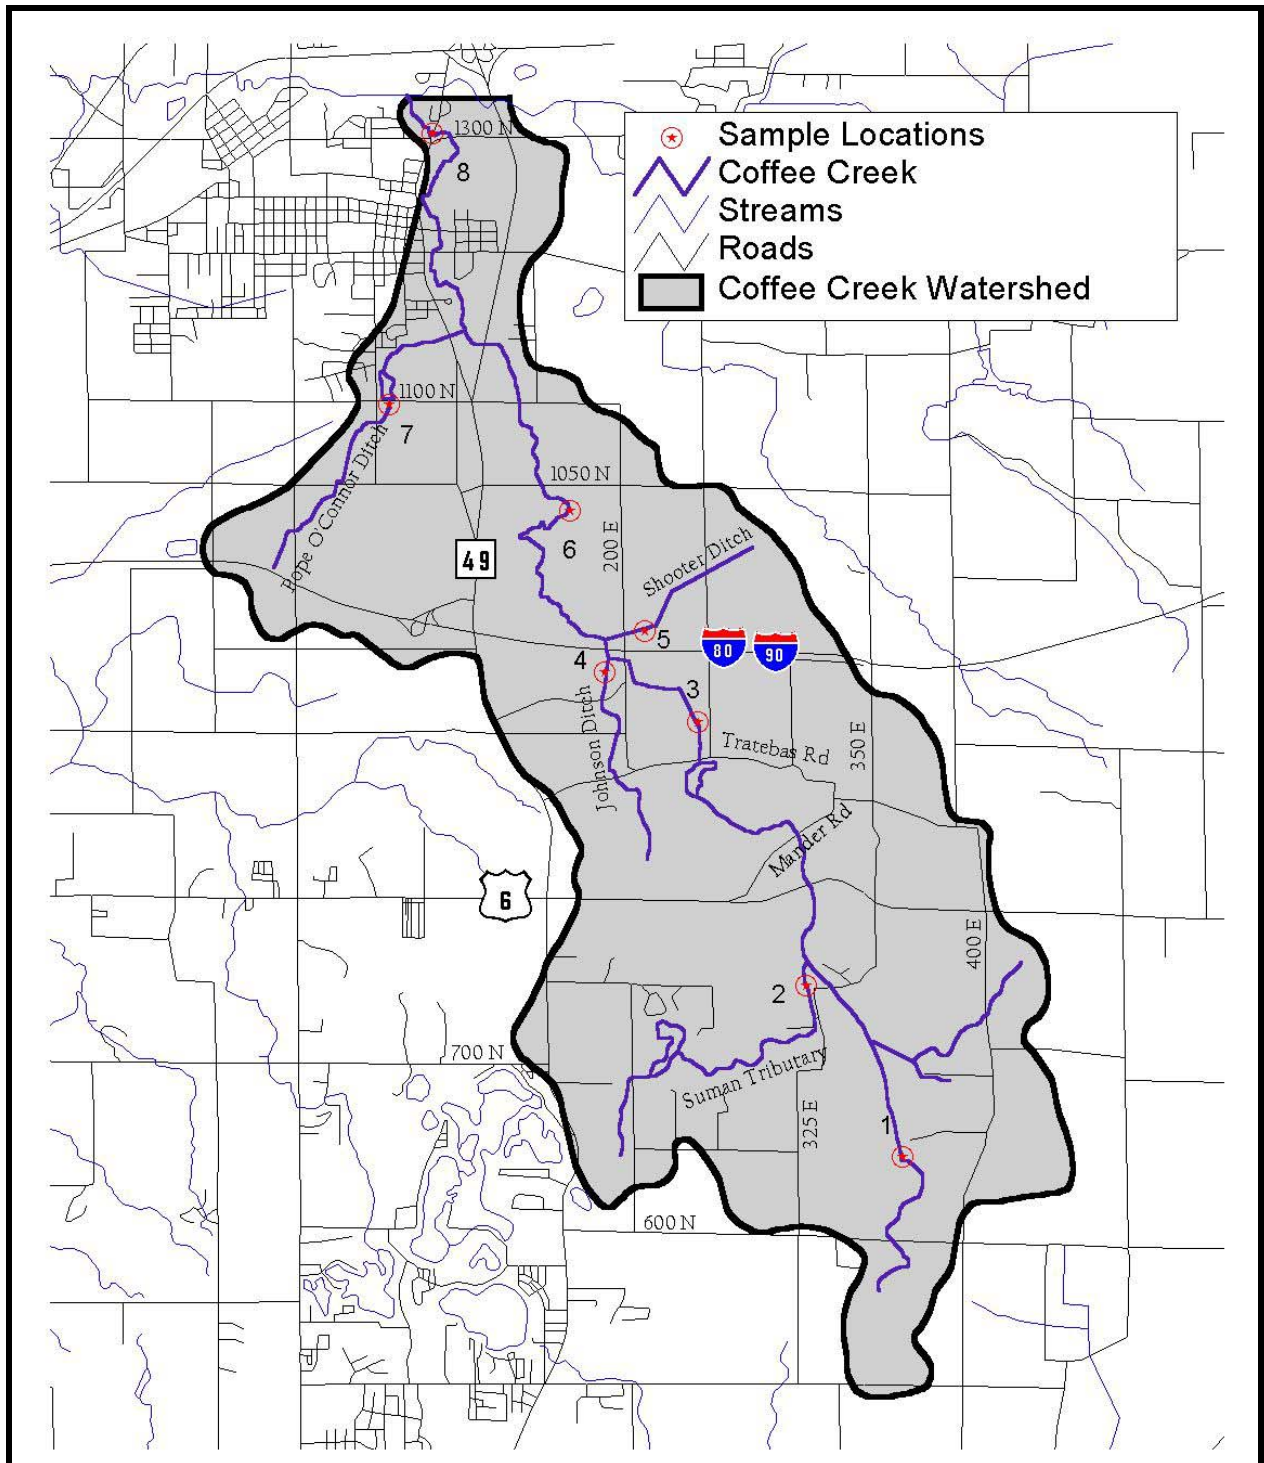 1300 N
8
Sample Locations
Coffee Creek
Streams
Roads
Coffee Creek Watershed
1100 N
7
Pope O'Connor Ditch
1050 N
6
200 E
49
Shooter Ditch
5
80
90
4
3
Johnson Ditch
Tratebas Rd
350 E
Mander Rd
6
400 E
2
700 N
Suman Tributary
325 E
1
600 N